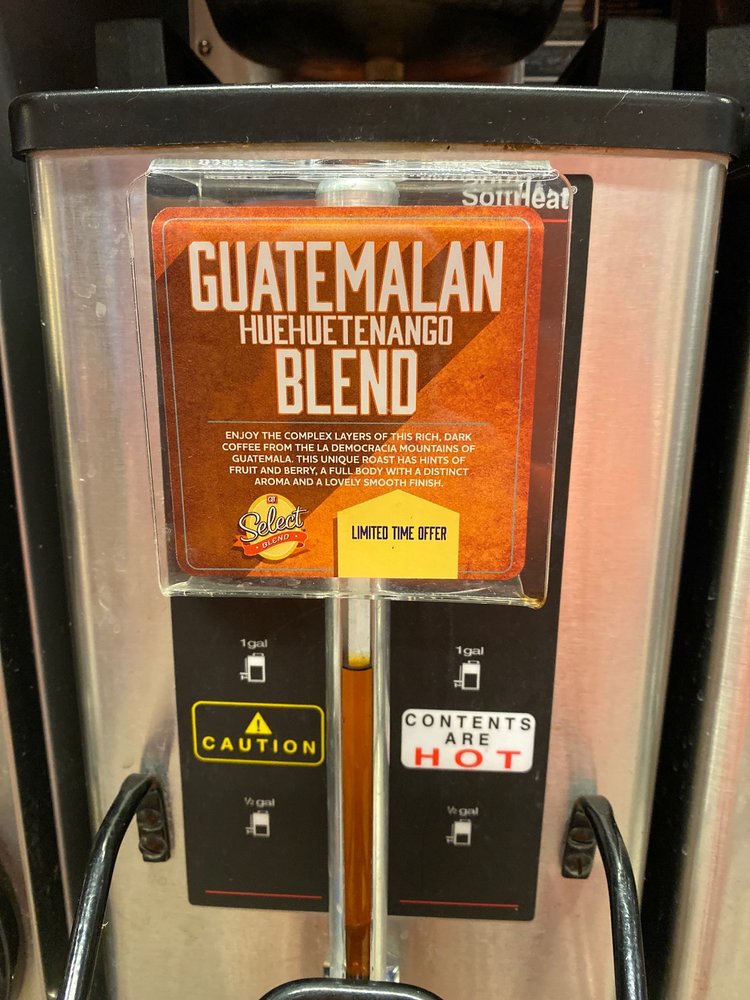 SoftHeat®
GUATEMALAN
HUEHUETENANGO
BLEND
ENJOY THE COMPLEX LAYERS OF THIS RICH, DARK
COFFEE FROM THE LA DEMOCRACIA MOUNTAINS OF
GUATEMALA. THIS UNIQUE ROAST HAS HINTS OF
FRUIT AND BERRY, A FULL BODY WITH A DISTINCT
AROMA AND A LOVELY SMOOTH FINISH.
Select
BLEND
LIMITED TIME OFFER
1gal
1gal
CAUTION
CONTENTS
ARE
HOT
½ gal
½ gal